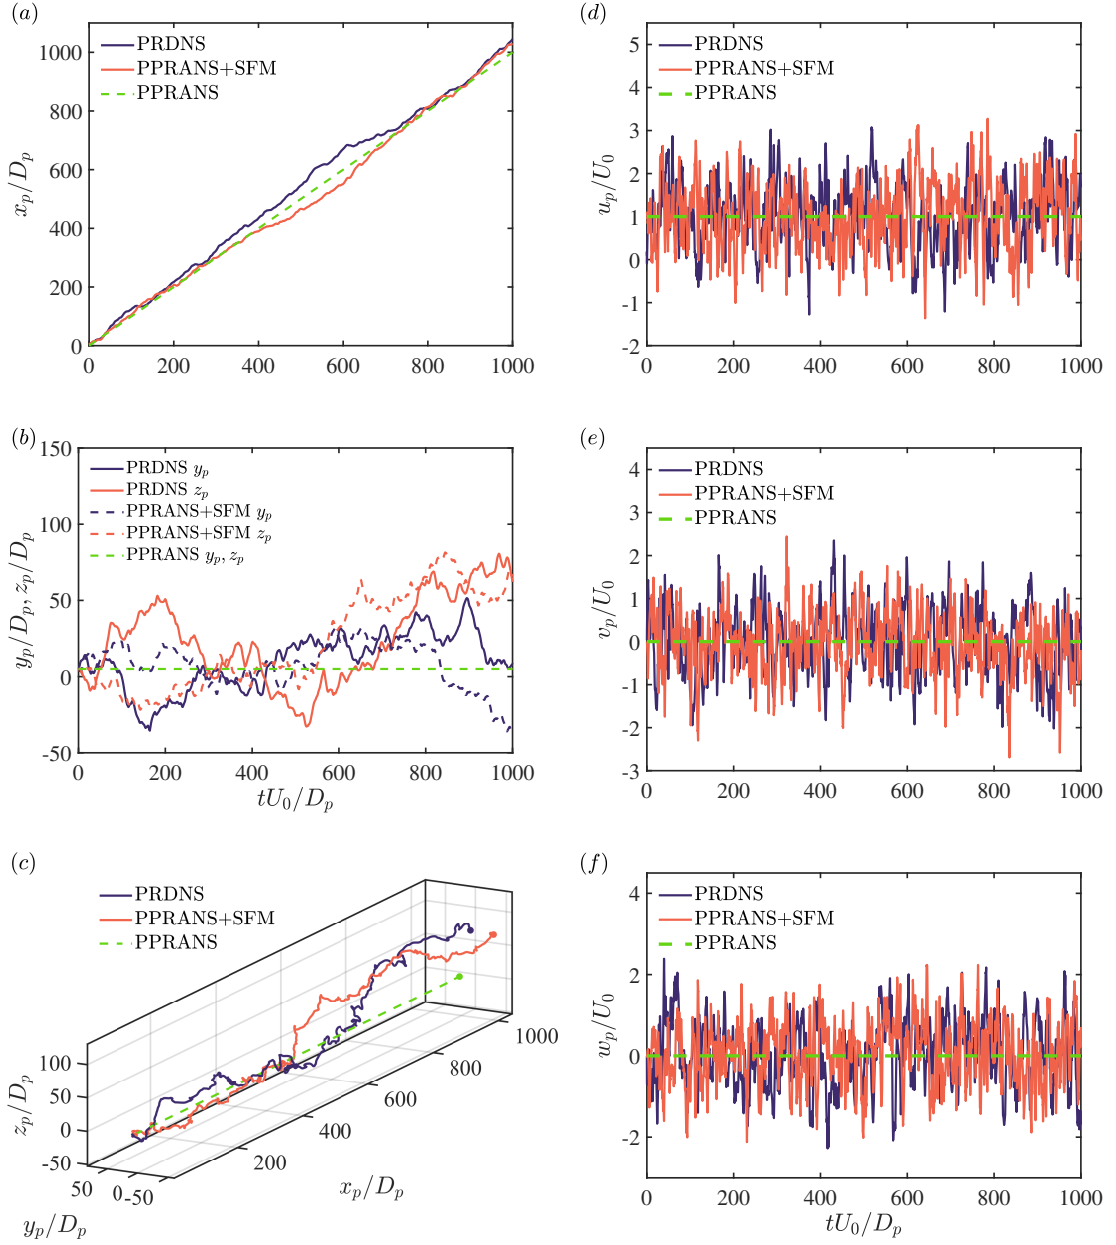 (a)
PRDNS
PPRANS+SFM
PPRANS
1000
800
600
400
200
0
x_p/D_p
0 200 400 600 800 1000
(d)
PRDNS
PPRANS+SFM
PPRANS
5
4
3
2
1
0
-1
-2
u_p/U_0
0 200 400 600 800 1000
(b)
PRDNS y_p
PRDNS z_p
PPRANS+SFM y_p
PPRANS+SFM z_p
PPRANS y_p, z_p
150
100
50
0
-50
y_p/D_p, z_p/D_p
0 200 400 600 800 1000
tU_0/D_p
(e)
PRDNS
PPRANS+SFM
PPRANS
4
3
2
1
0
-1
-2
-3
v_p/U_0
0 200 400 600 800 1000
(c)
PRDNS
PPRANS+SFM
PPRANS
100
50
0
-50
z_p/D_p
50 0 -50
y_p/D_p
200 400 600 800 1000
x_p/D_p
(f)
PRDNS
PPRANS+SFM
PPRANS
4
2
0
-2
w_p/U_0
0 200 400 600 800 1000
tU_0/D_p